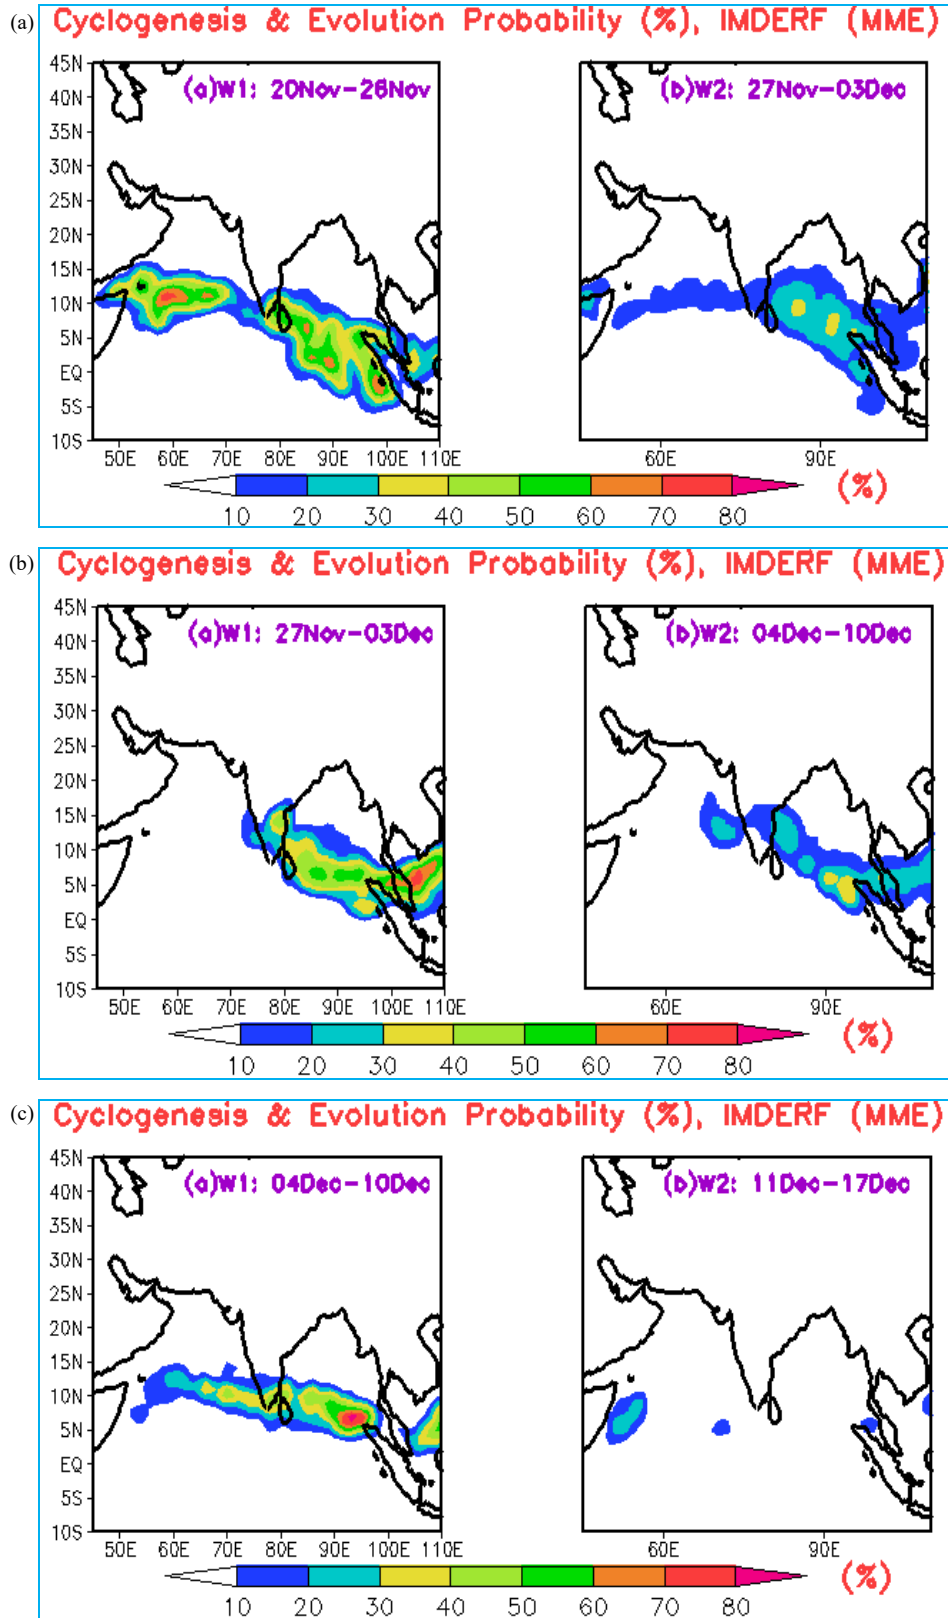 (a)
Cyclogenesis & Evolution Probability (%), IMDERF (MME)
(a)W1: 20Nov-26Nov
(b)W2: 27Nov-03Dec
45N
40N
35N
30N
25N
20N
15N
10N
5N
EQ
5S
10S
50E 60E 70E 80E 90E 100E 110E
60E 90E
10 20 30 40 50 60 70 80
(%)
(b)
Cyclogenesis & Evolution Probability (%), IMDERF (MME)
(a)W1: 27Nov-03Dec
(b)W2: 04Dec-10Dec
45N
40N
35N
30N
25N
20N
15N
10N
5N
EQ
5S
10S
50E 60E 70E 80E 90E 100E 110E
60E 90E
10 20 30 40 50 60 70 80
(%)
(c)
Cyclogenesis & Evolution Probability (%), IMDERF (MME)
(a)W1: 04Dec-10Dec
(b)W2: 11Dec-17Dec
45N
40N
35N
30N
25N
20N
15N
10N
5N
EQ
5S
10S
50E 60E 70E 80E 90E 100E 110E
60E 90E
10 20 30 40 50 60 70 80
(%)